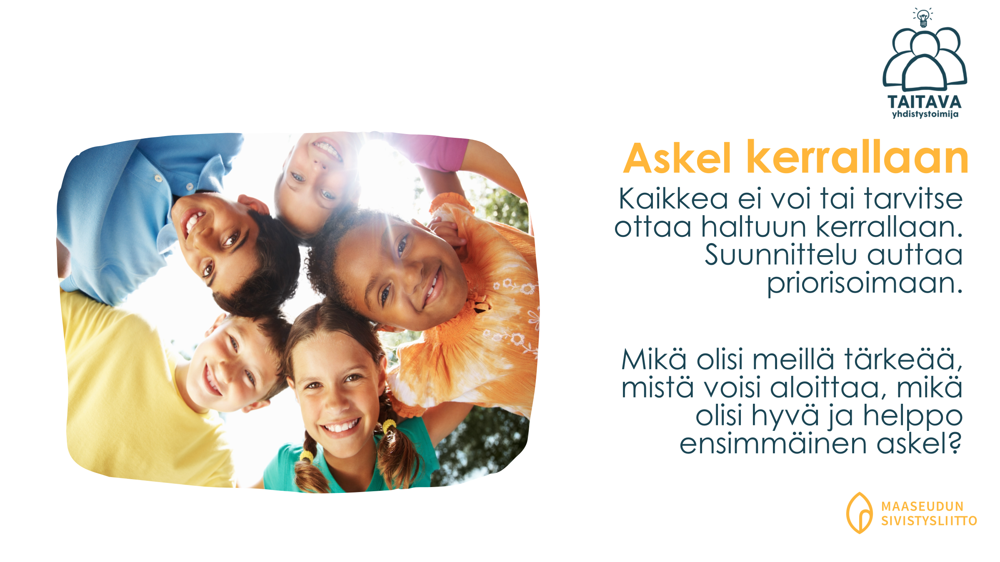 TAITAVA
yhdistystoimija
Askel kerrallaan
Kaikkea ei voi tai tarvitse
ottaa haltuun kerrallaan.
Suunnittelu auttaa
priorisoimaan.
Mikä olisi meillä tärkeää,
mistä voisi aloittaa, mikä
olisi hyvä ja helppo
ensimmäinen askel?
MAASEUDUN
SIVISTYSLIITTO